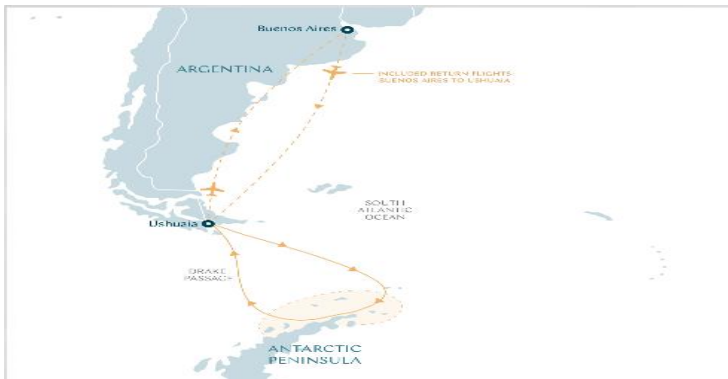 Buenos Aires
ARGENTINA
INCLUDED RETURN FLIGHTS
BUENOS AIRES TO USHUAIA
SOUTH
ATLANTIC
OCEAN
Ushuaia
DRAKE
PASSAGE
ANTARCTIC
PENINSULA